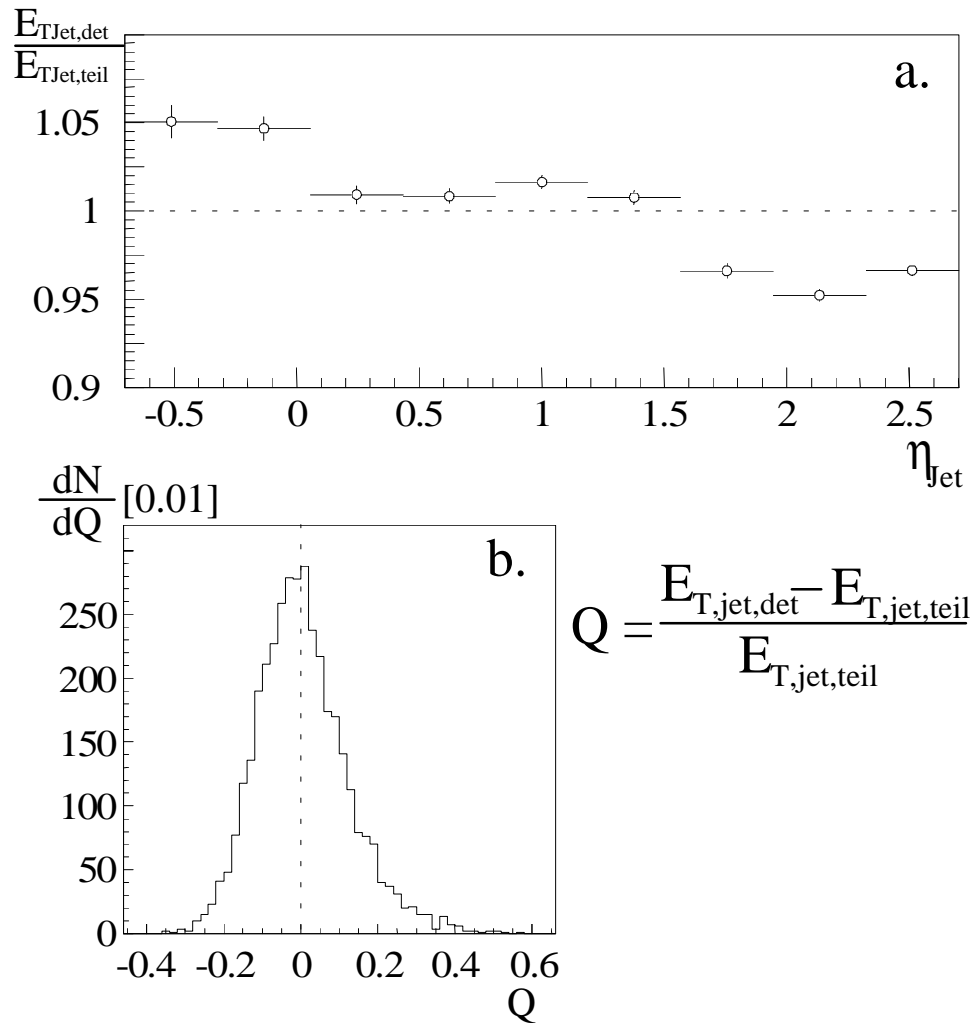 E_TJet,det
E_TJet,teil
a.
1.05
1
0.95
0.9
-0.5 0 0.5 1 1.5 2 2.5
η_Jet
dN
dQ
[0.01]
b.
250
200
150
100
50
0
-0.4 -0.2 0 0.2 0.4 0.6
Q
Q = E_T,jet,det - E_T,jet,teil
E_T,jet,teil